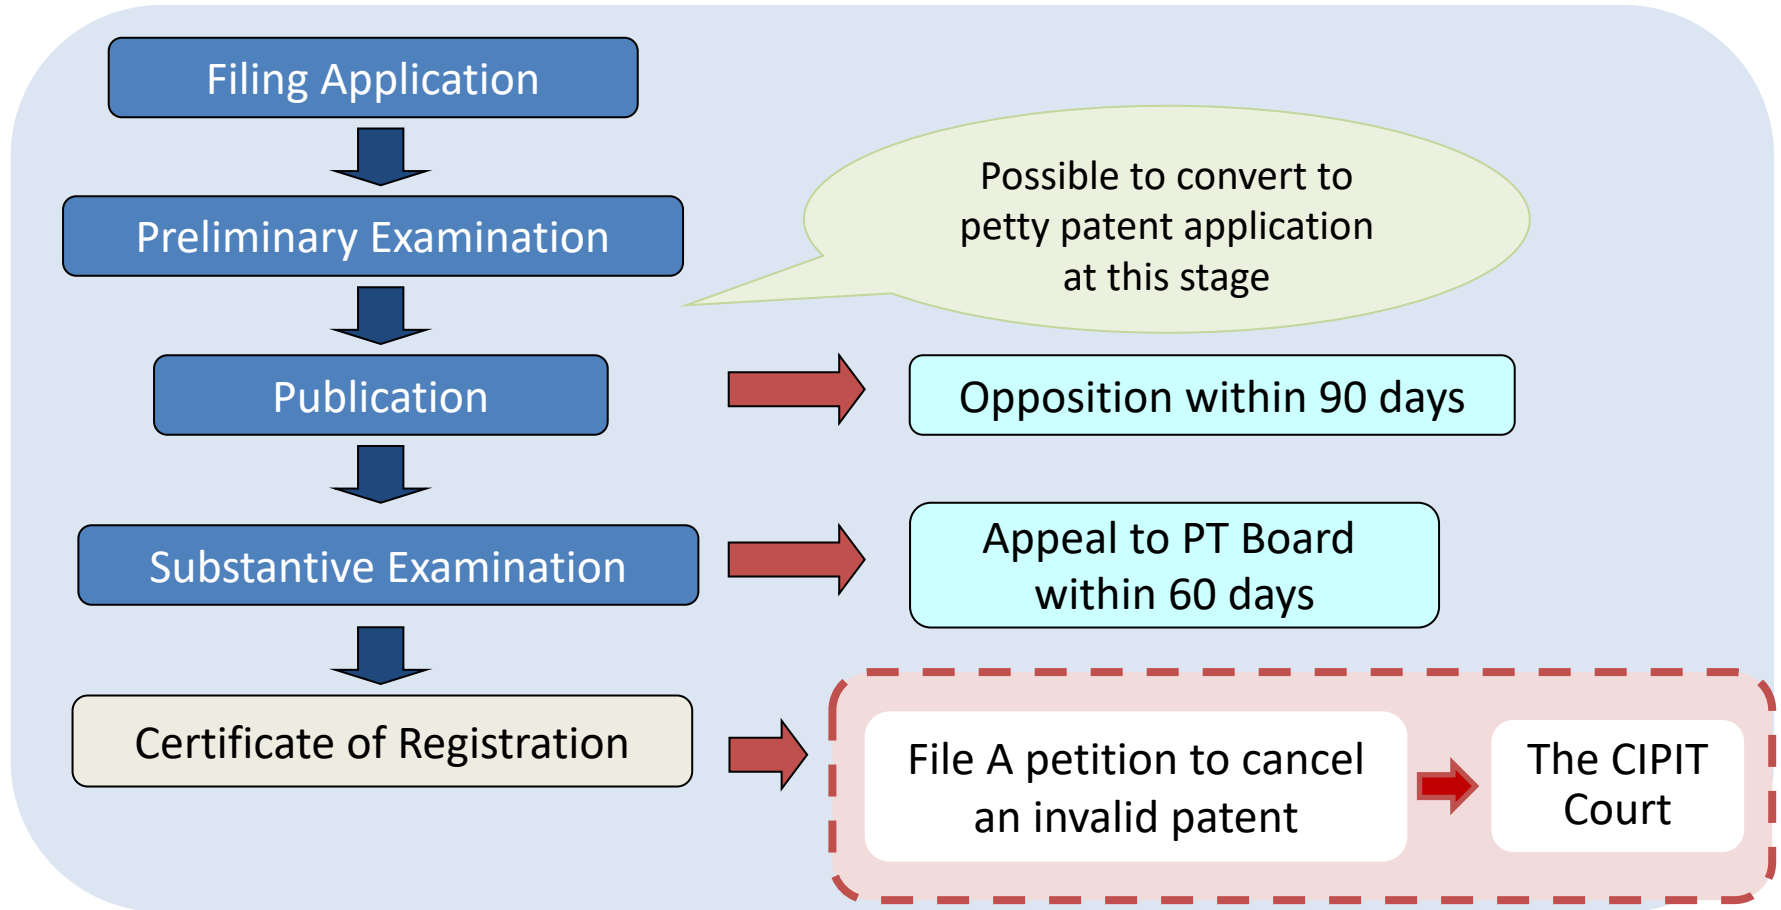 Filing Application
Preliminary Examination
Possible to convert to
petty patent application
at this stage
Publication
Opposition within 90 days
Substantive Examination
Appeal to PT Board
within 60 days
Certificate of Registration
File A petition to cancel
an invalid patent
The CIPIT
Court